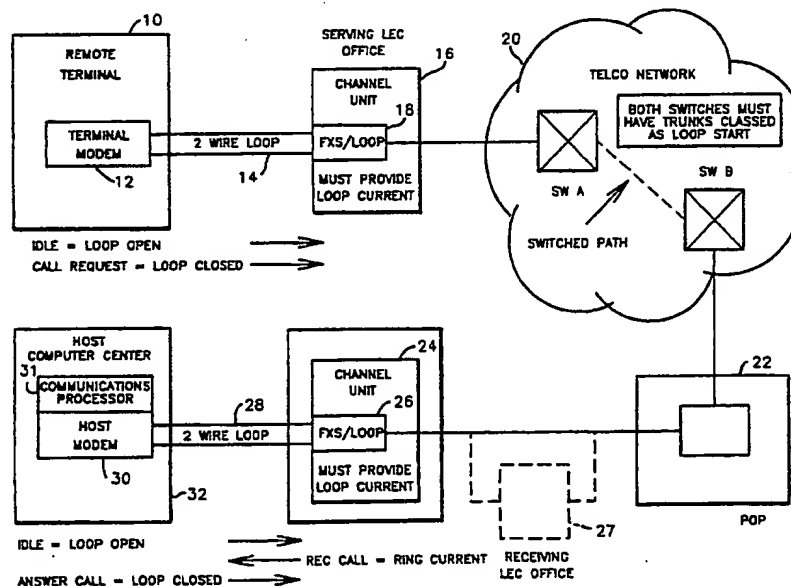 10
REMOTE
TERMINAL
TERMINAL
MODEM
12
2 WIRE LOOP
14
SERVING LEC
OFFICE
16
CHANNEL
UNIT
18
FXS/LOOP
MUST PROVIDE
LOOP CURRENT
20
TELCO NETWORK
BOTH SWITCHES MUST
HAVE TRUNKS CLASSED
AS LOOP START
SW A
SW B
SWITCHED PATH
IDLE = LOOP OPEN
CALL REQUEST = LOOP CLOSED
HOST
COMPUTER CENTER
31
COMMUNICATIONS
PROCESSOR
HOST
MODEM
30
32
28
2 WIRE LOOP
24
CHANNEL
UNIT
26
FXS/LOOP
MUST PROVIDE
LOOP CURRENT
22
POP
27
RECEIVING
LEC OFFICE
IDLE = LOOP OPEN
REC CALL = RING CURRENT
ANSWER CALL = LOOP CLOSED